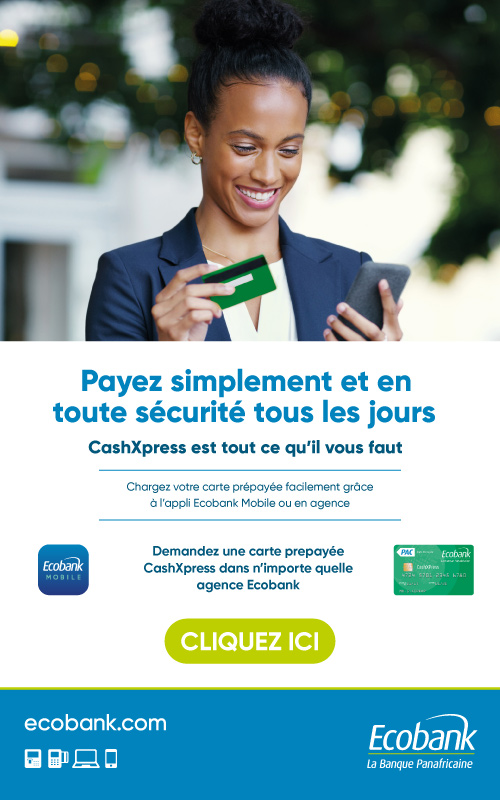 Payez simplement et en
toute sécurité tous les jours
CashXpress est tout ce qu'il vous faut
Chargez votre carte prépayée facilement grâce
à l'appli Ecobank Mobile ou en agence
Ecobank
MOBILE
Demandez une carte prepayée
CashXpress dans n'importe quelle
agence Ecobank
PAC
Ecobank
CashXpress
CLIQUEZ ICI
ecobank.com
Ecobank
La Banque Panafricaine